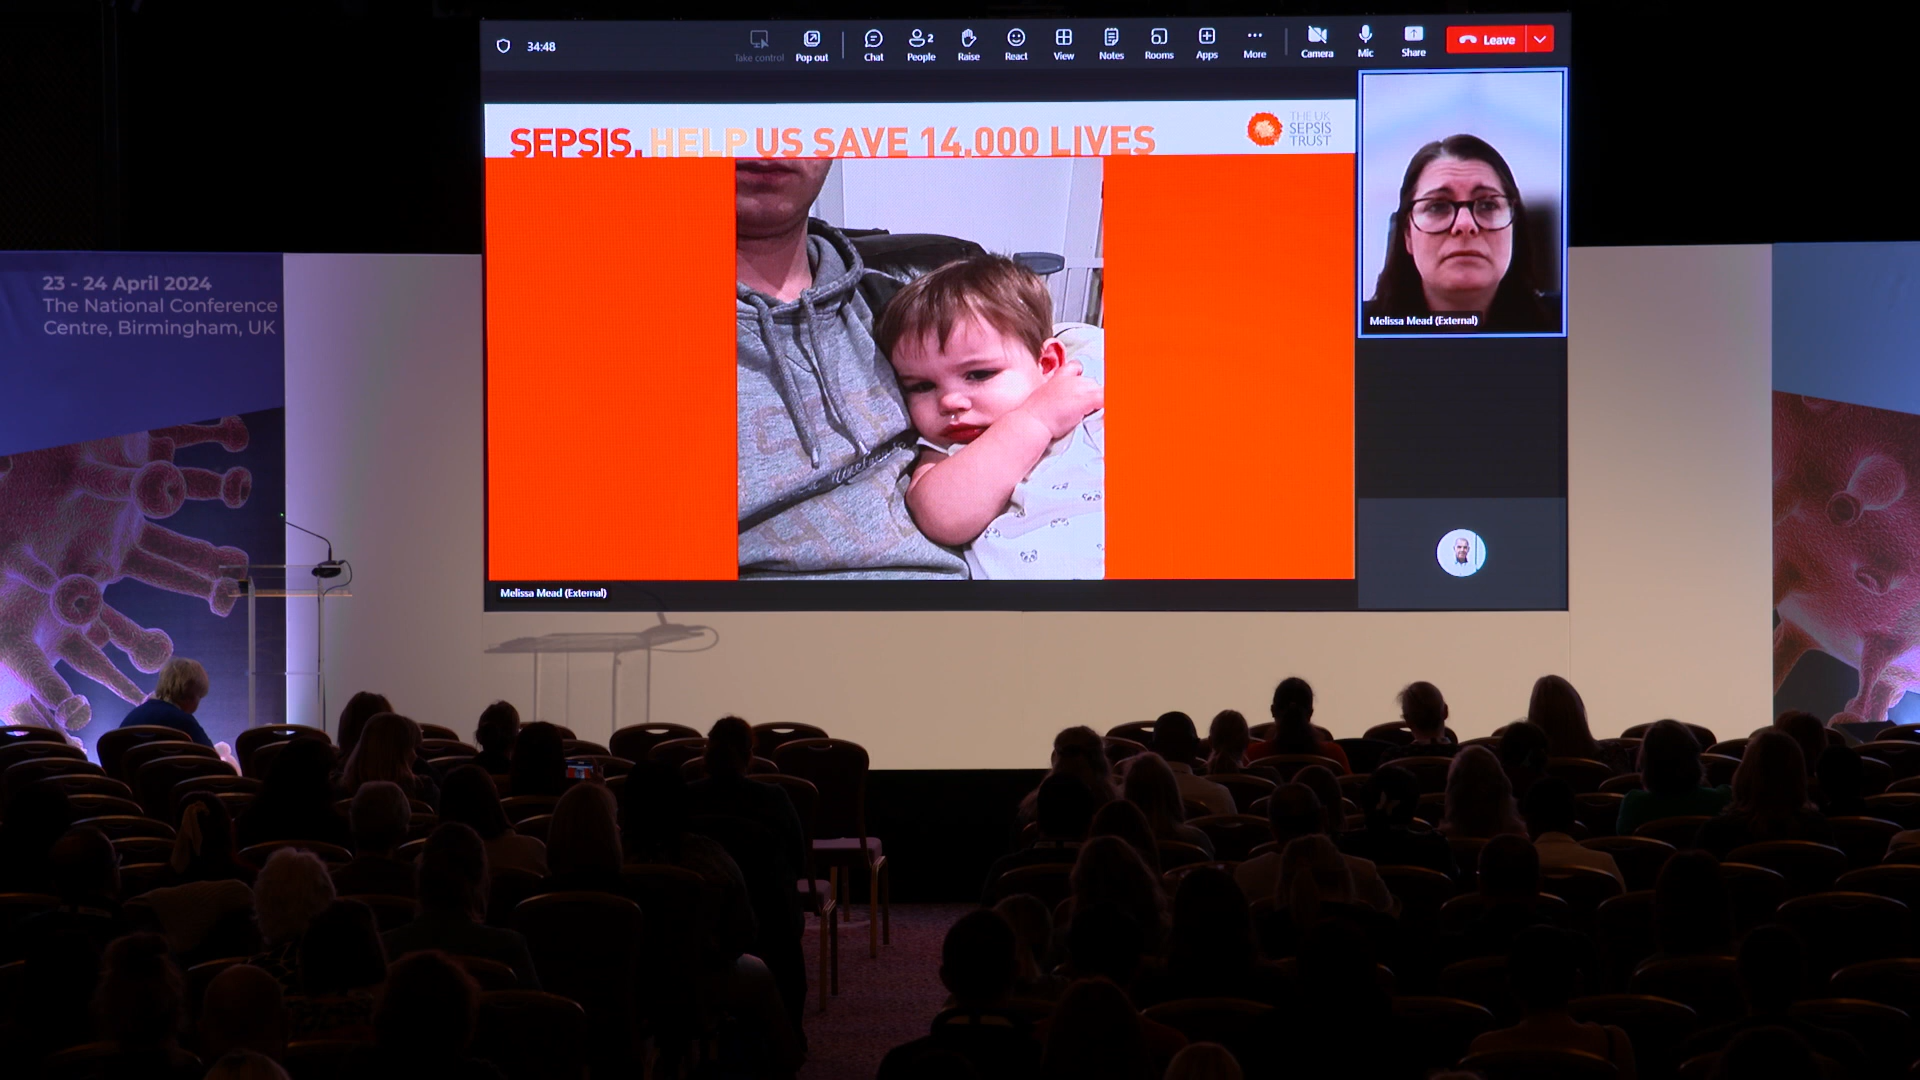 34:48
Take control
Pop out
Chat
People 2
Raise
React
View
Notes
Rooms
Apps
More
Camera
Mic
Share
Leave
SEPSIS. HELP US SAVE 14,000 LIVES
THE UK
SEPSIS
TRUST
Melissa Mead (External)
Melissa Mead (External)
23 - 24 April 2024
The National Conference
Centre, Birmingham, UK